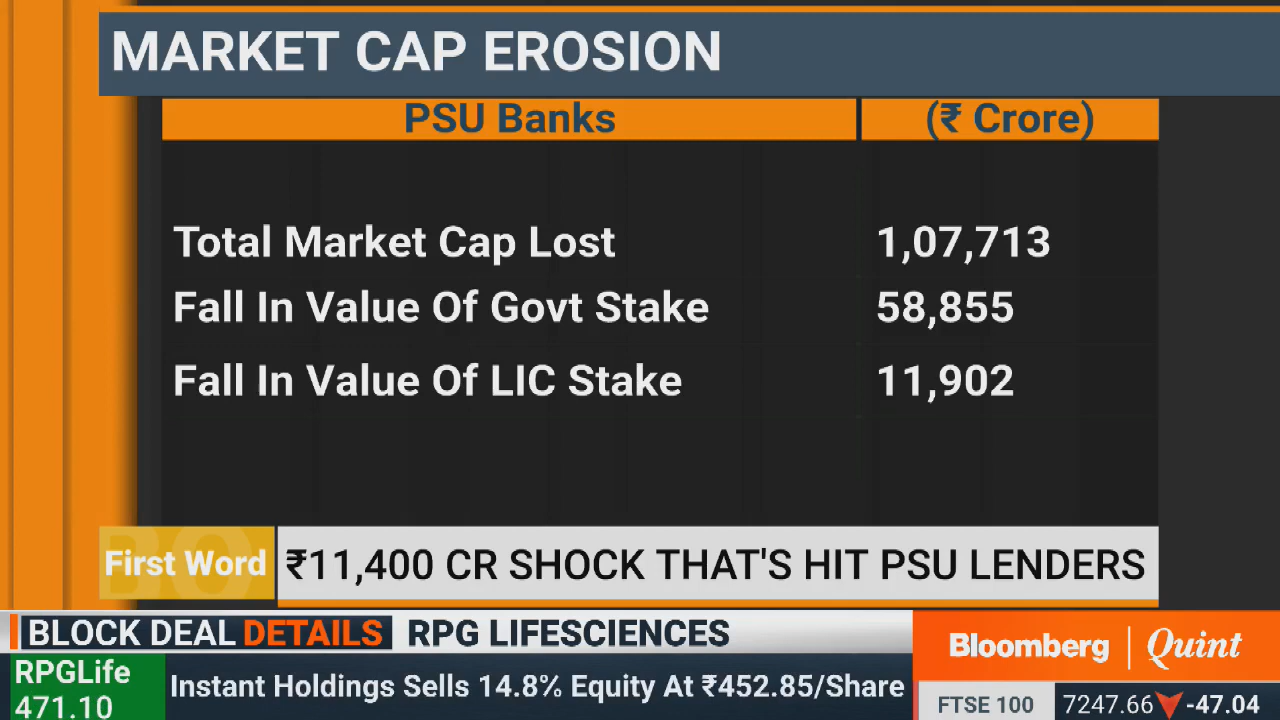 MARKET CAP EROSION
PSU Banks (₹ Crore)
Total Market Cap Lost 1,07,713
Fall In Value Of Govt Stake 58,855
Fall In Value Of LIC Stake 11,902
First Word ₹11,400 CR SHOCK THAT'S HIT PSU LENDERS
BLOCK DEAL DETAILS RPG LIFESCIENCES
Bloomberg | Quint
RPGLife
471.10
Instant Holdings Sells 14.8% Equity At ₹452.85/Share
FTSE 100 7247.66 -47.04